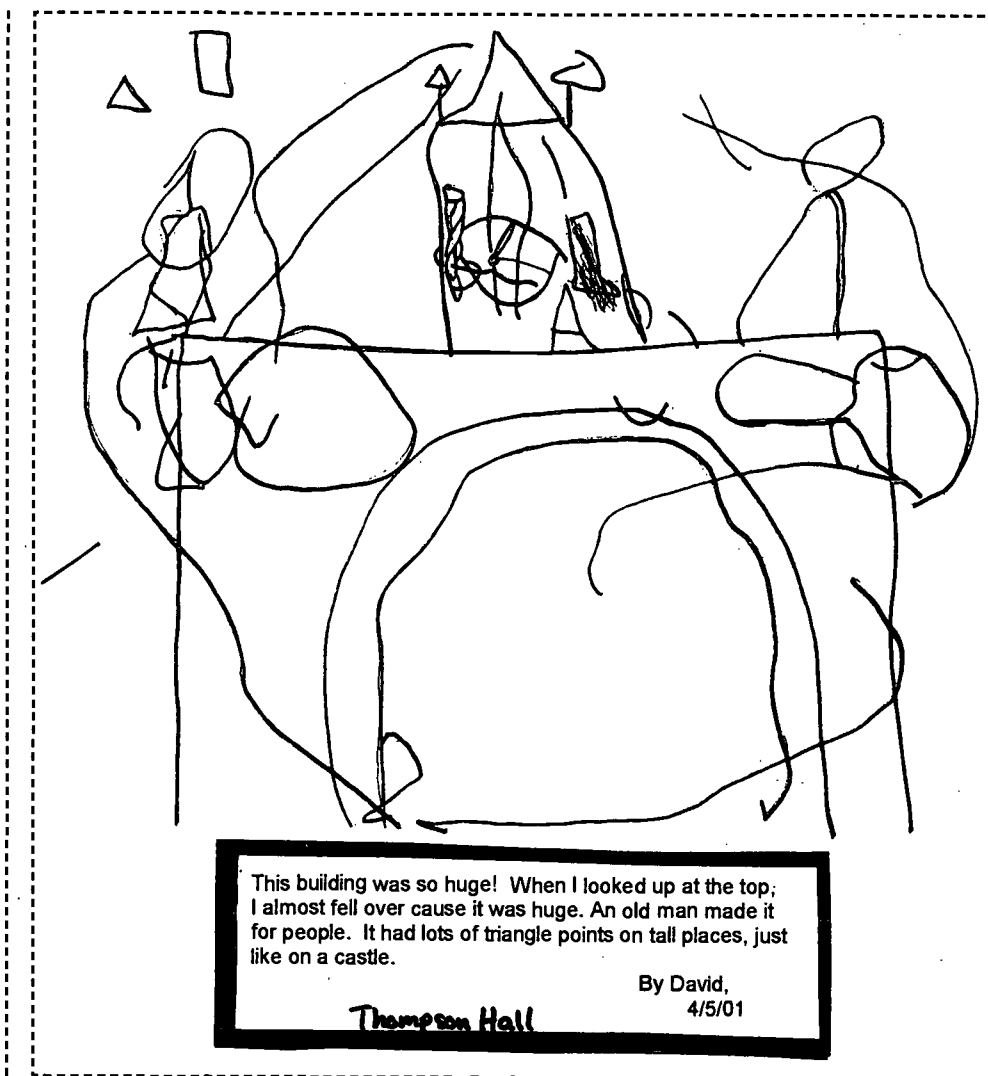 This building was so huge! When I looked up at the top,
I almost fell over cause it was huge. An old man made it
for people. It had lots of triangle points on tall places, just
like on a castle.
By David,
4/5/01
Thompson Hall